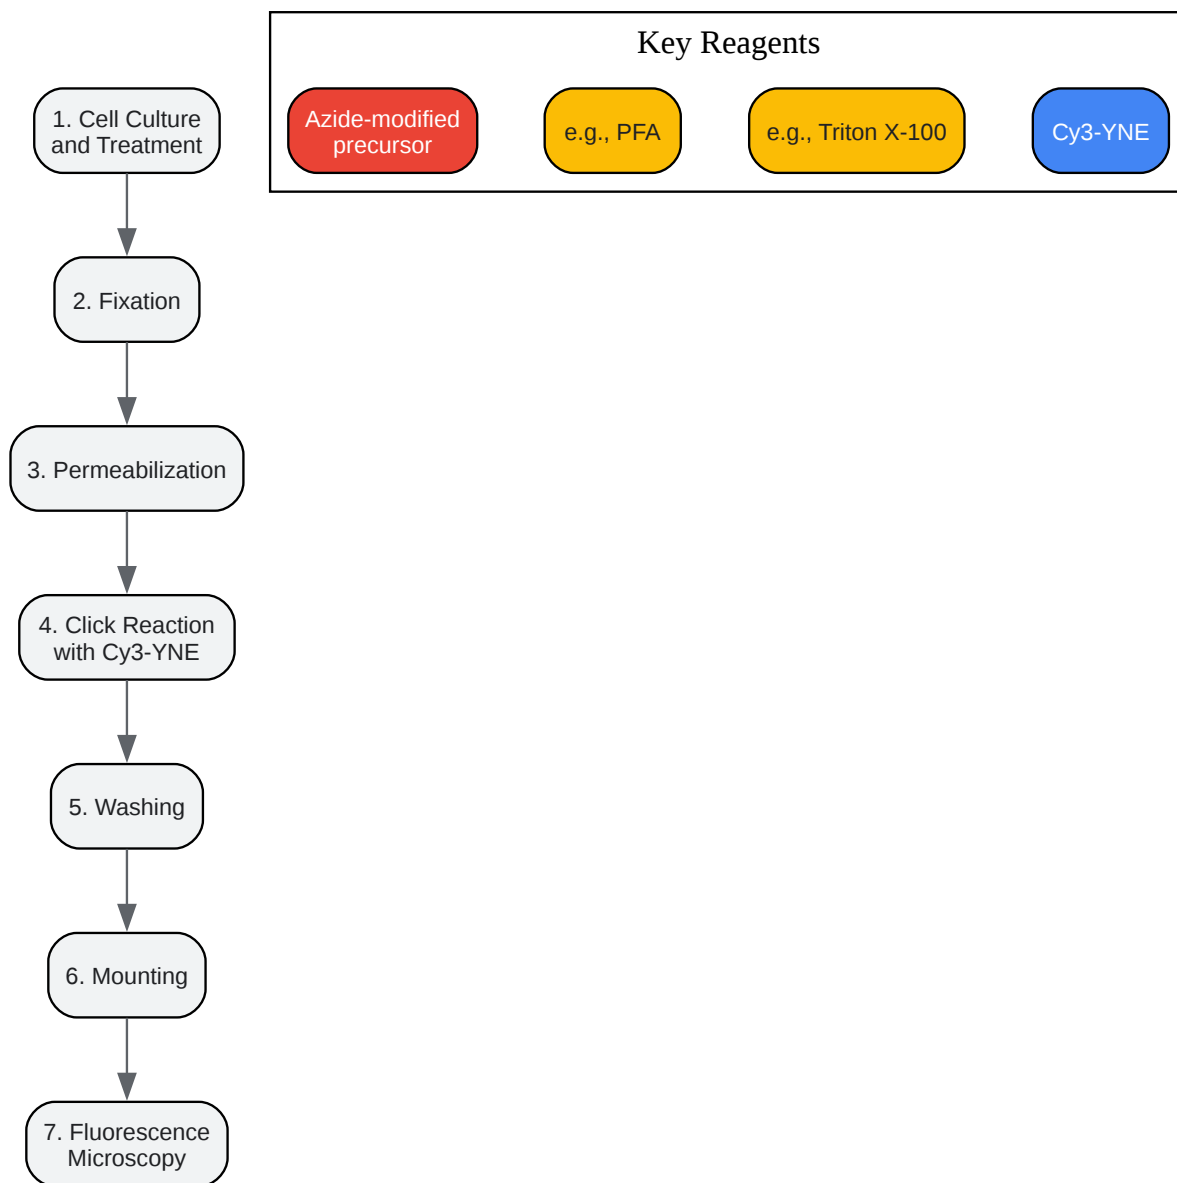 Key Reagents
1. Cell Culture
and Treatment
Azide-modified
precursor
e.g., PFA
e.g., Triton X-100
Cy3-YNE
2. Fixation
3. Permeabilization
4. Click Reaction
with Cy3-YNE
5. Washing
6. Mounting
7. Fluorescence
Microscopy